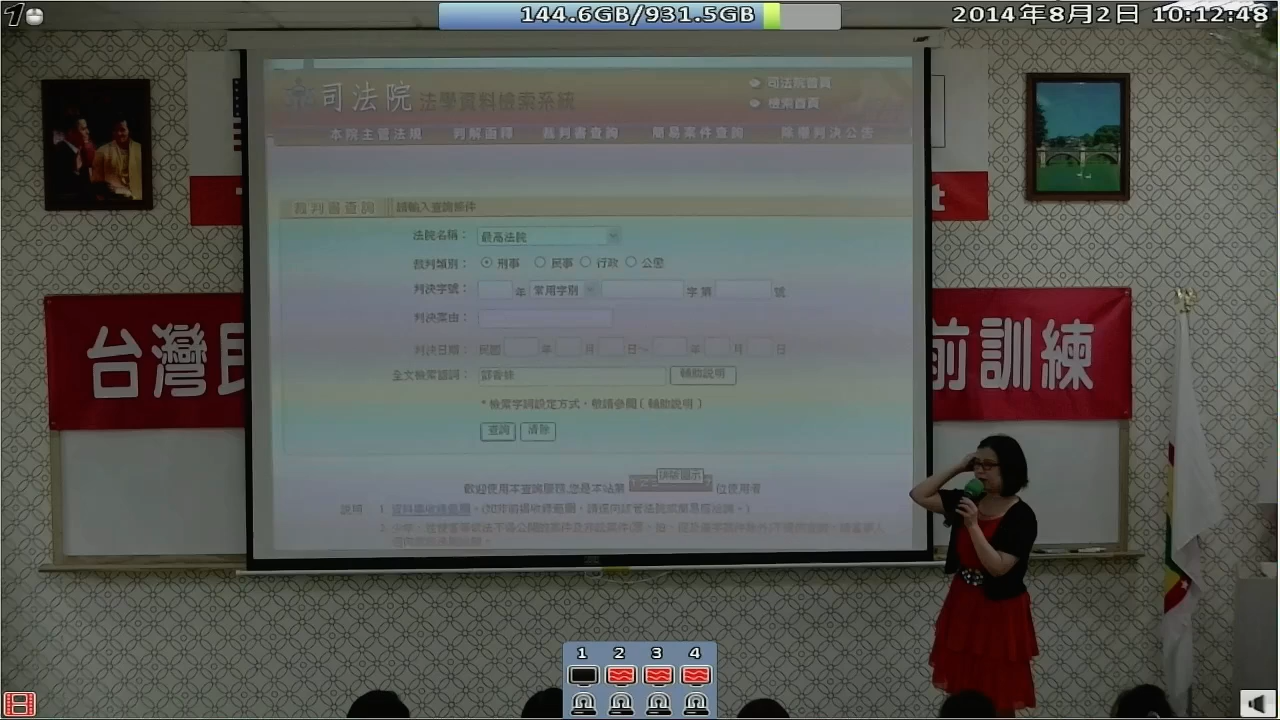 1
144.6GB/931.5GB
2014年8月2日 10:12:48
司法院 法學資料檢索系統
司法院首頁
檢索首頁
本院主管法規 判解函釋 裁判書查詢 簡易案件查詢 除權判決公告
裁判書查詢 請輸入查詢條件
法院名稱： 最高法院
裁判類別： 刑事 民事 行政 公懲
判決字號： 年 常用字別 字第 號
判決案由：
判決日期： 民國 年 月 日～ 年 月 日
全文檢索語詞： 輔助說明
*檢索字詞設定方式，敬請參閱(輔助說明)
查詢 清除
歡迎使用本查詢服務,您是本站第 位使用者
說明
台灣民
前訓練
t
1 2 3 4